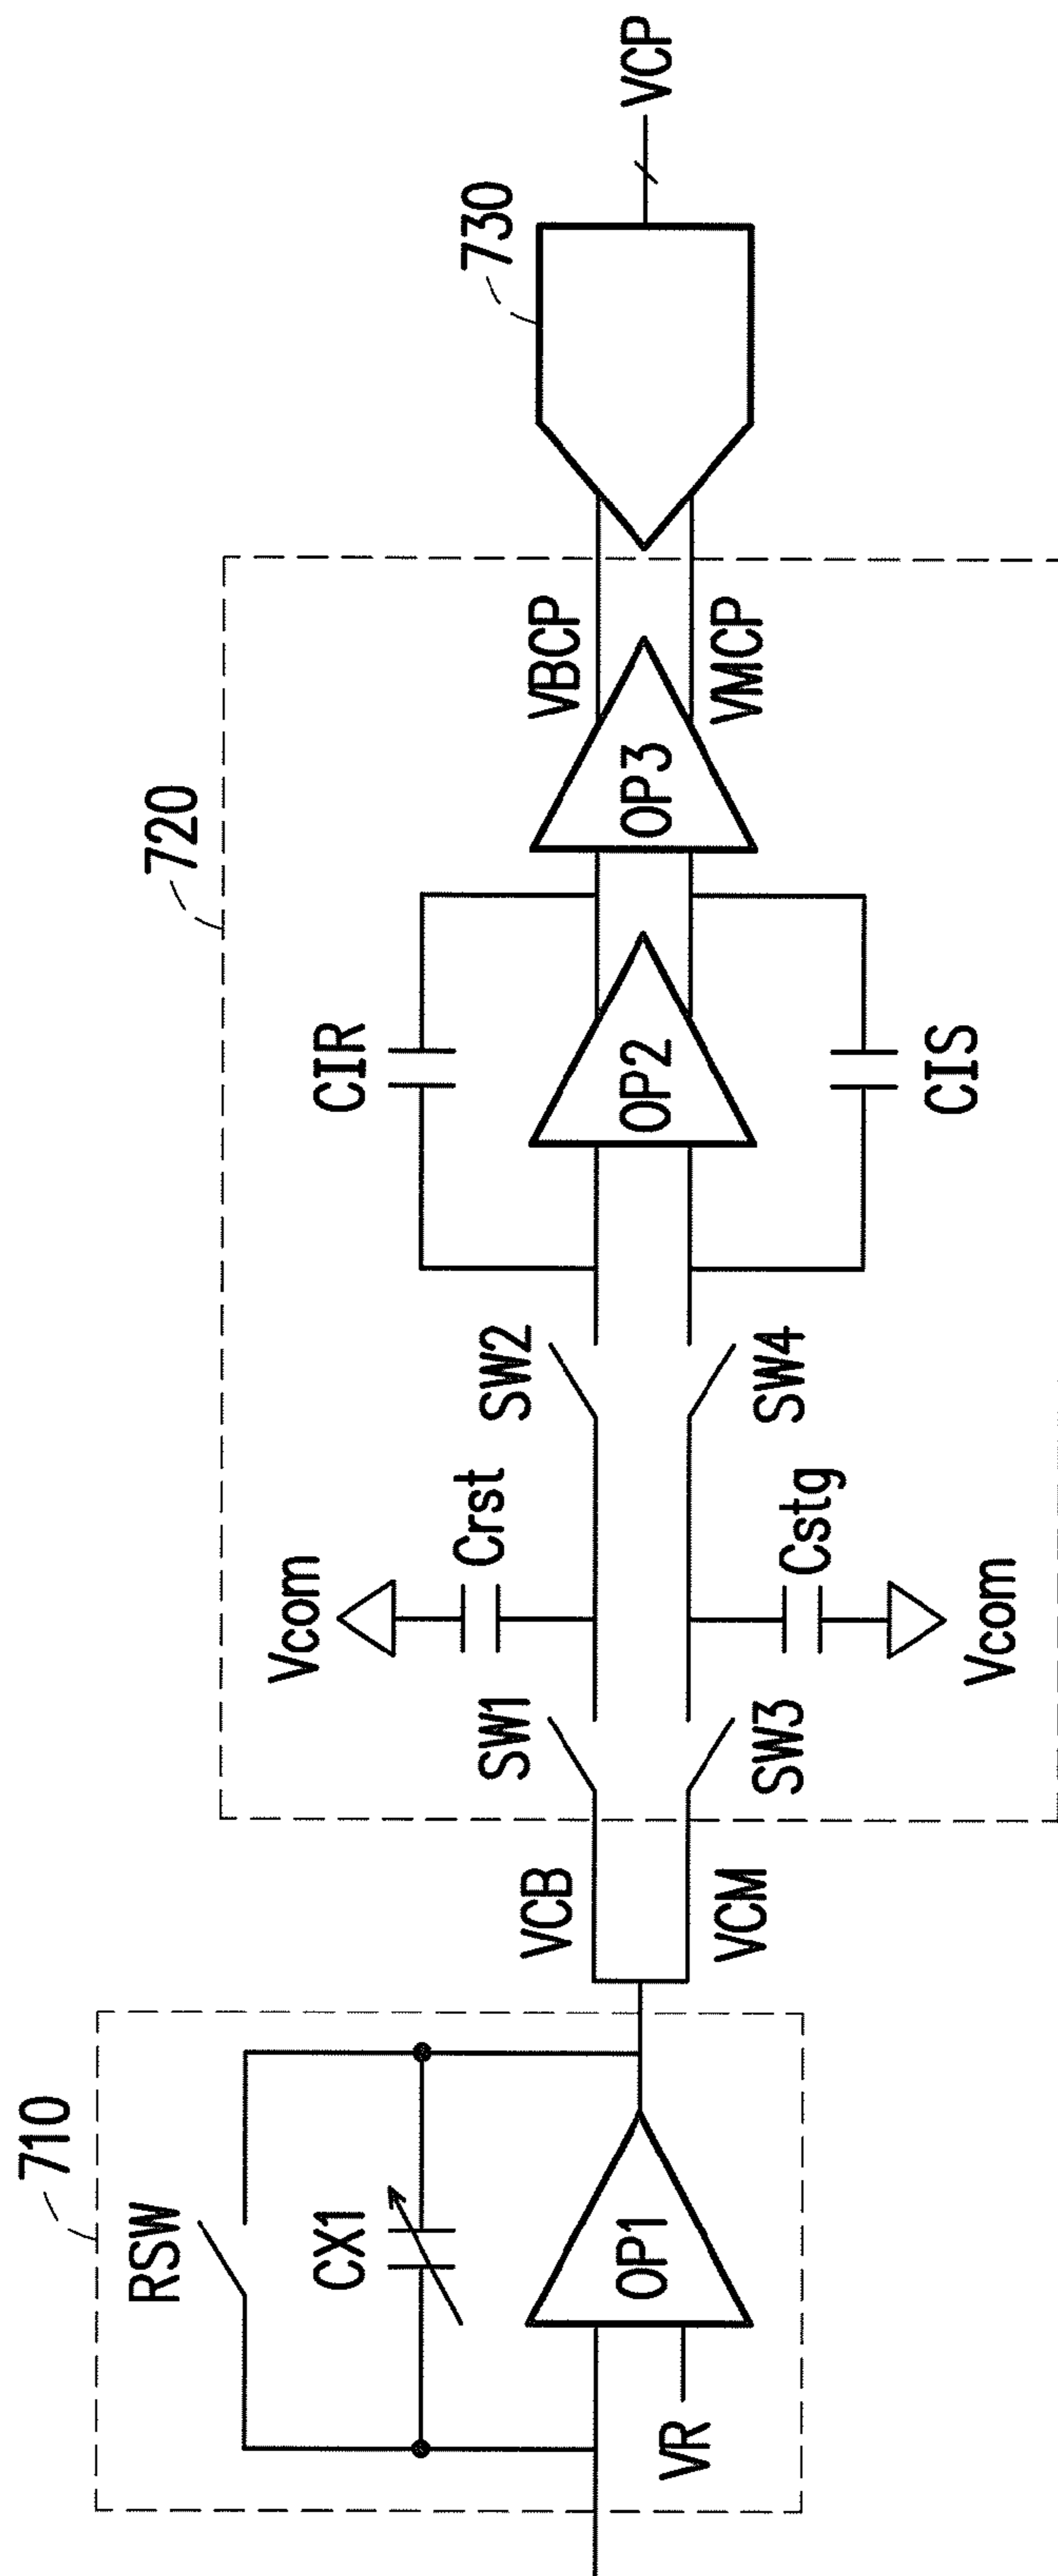 710
RSW
CX1
OP1
VR
VCB
VCM
720
SW1
SW3
Vcom
Crst
Cstg
Vcom
SW2
SW4
CIR
OP2
CIS
OP3
VBCP
VMCP
730
VCP